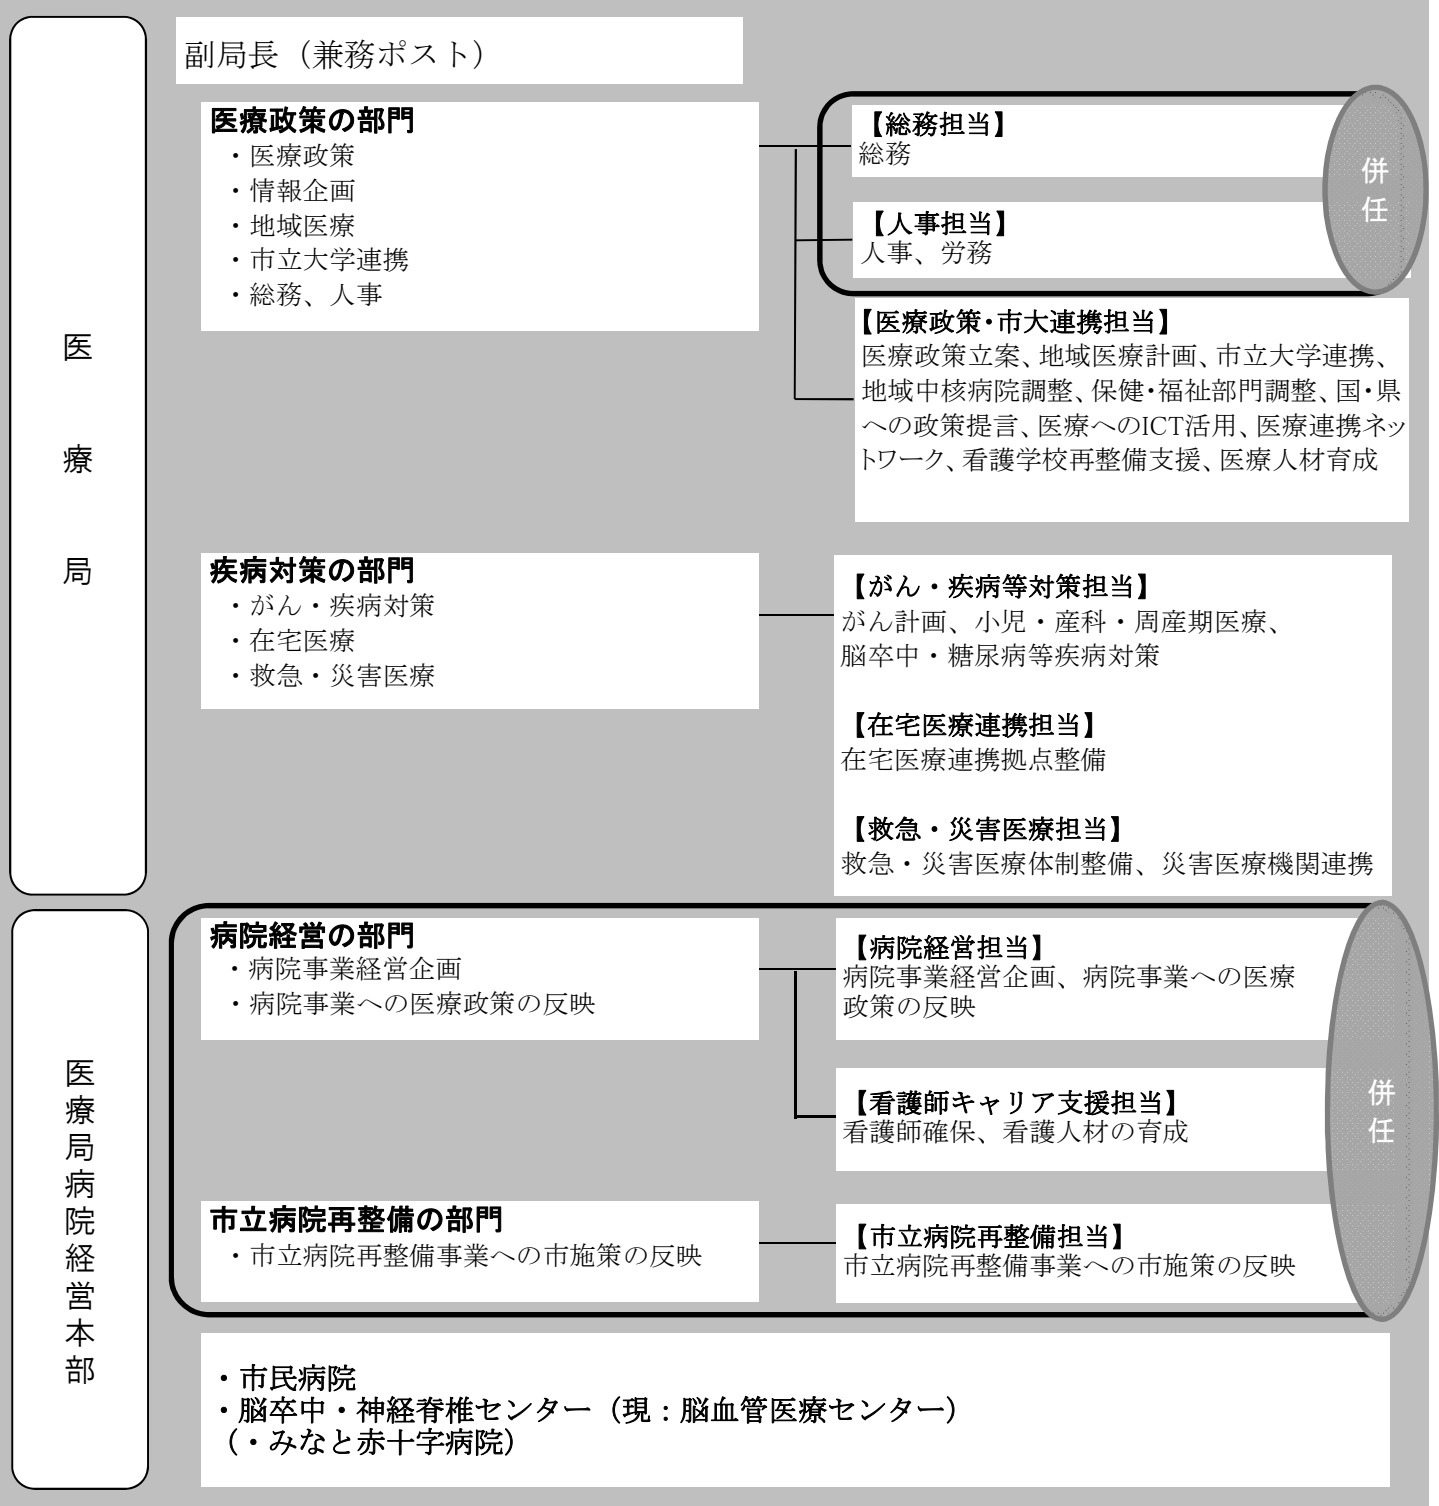 医
療
局
副局長（兼務ポスト）
医療政策の部門
・医療政策
・情報企画
・地域医療
・市立大学連携
・総務、人事
【総務担当】
総務
【人事担当】
人事、労務
併
任
【医療政策･市大連携担当】
医療政策立案、地域医療計画、市立大学連携、
地域中核病院調整、保健･福祉部門調整、国･県
への政策提言、医療へのICT活用、医療連携ネッ
トワーク、看護学校再整備支援、医療人材育成
疾病対策の部門
・がん・疾病対策
・在宅医療
・救急・災害医療
【がん・疾病等対策担当】
がん計画、小児・産科・周産期医療、
脳卒中・糖尿病等疾病対策
【在宅医療連携担当】
在宅医療連携拠点整備
【救急・災害医療担当】
救急・災害医療体制整備、災害医療機関連携
医
療
局
病
院
経
営
本
部
病院経営の部門
・病院事業経営企画
・病院事業への医療政策の反映
【病院経営担当】
病院事業経営企画、病院事業への医療
政策の反映
【看護師キャリア支援担当】
看護師確保、看護人材の育成
併
任
市立病院再整備の部門
・市立病院再整備事業への市施策の反映
【市立病院再整備担当】
市立病院再整備事業への市施策の反映
・市民病院
・脳卒中・神経脊椎センター（現：脳血管医療センター）
（・みなと赤十字病院）